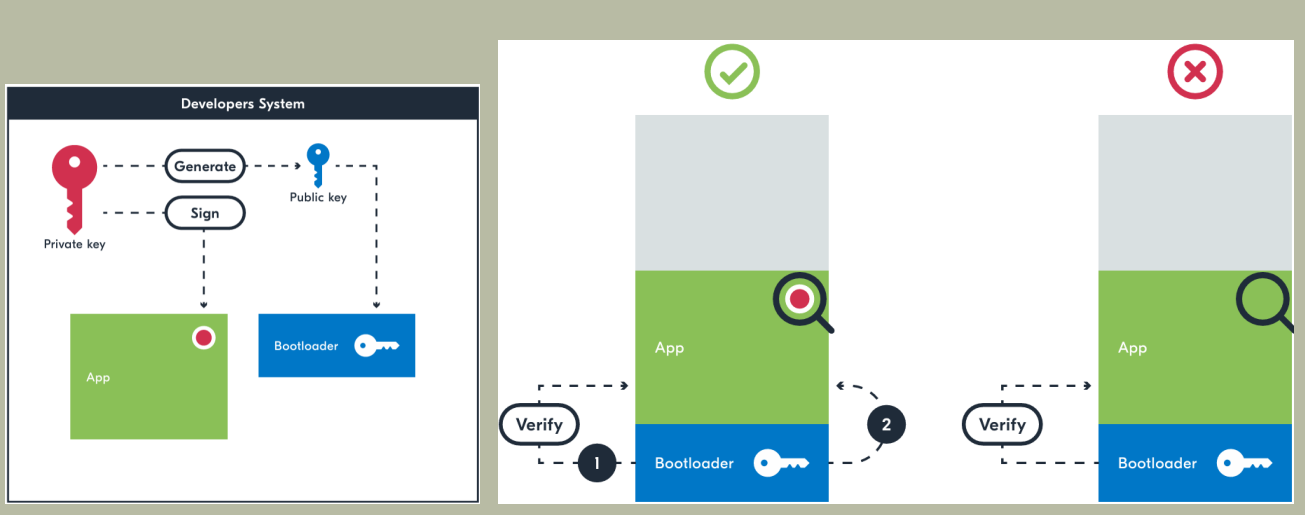 Developers System
Generate
Public key
Sign
Private key
Bootloader
App
App
Verify
2
1
Bootloader
App
Verify
Bootloader